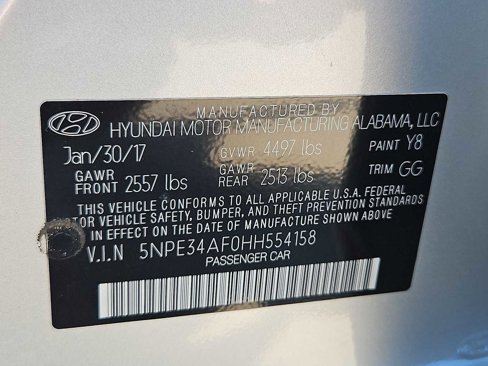 MANUFACTURED BY
HYUNDAI MOTOR MANUFACTURING ALABAMA, LLC
Jan/30/17 GVWR 4497 lbs PAINT Y8
GAWR FRONT 2557 lbs GAWR REAR 2513 lbs TRIM GG
THIS VEHICLE CONFORMS TO ALL APPLICABLE U.S.A. FEDERAL
MOTOR VEHICLE SAFETY, BUMPER, AND THEFT PREVENTION STANDARDS
IN EFFECT ON THE DATE OF MANUFACTURE SHOWN ABOVE.
V.I.N 5NPE34AF0HH554158
PASSENGER CAR